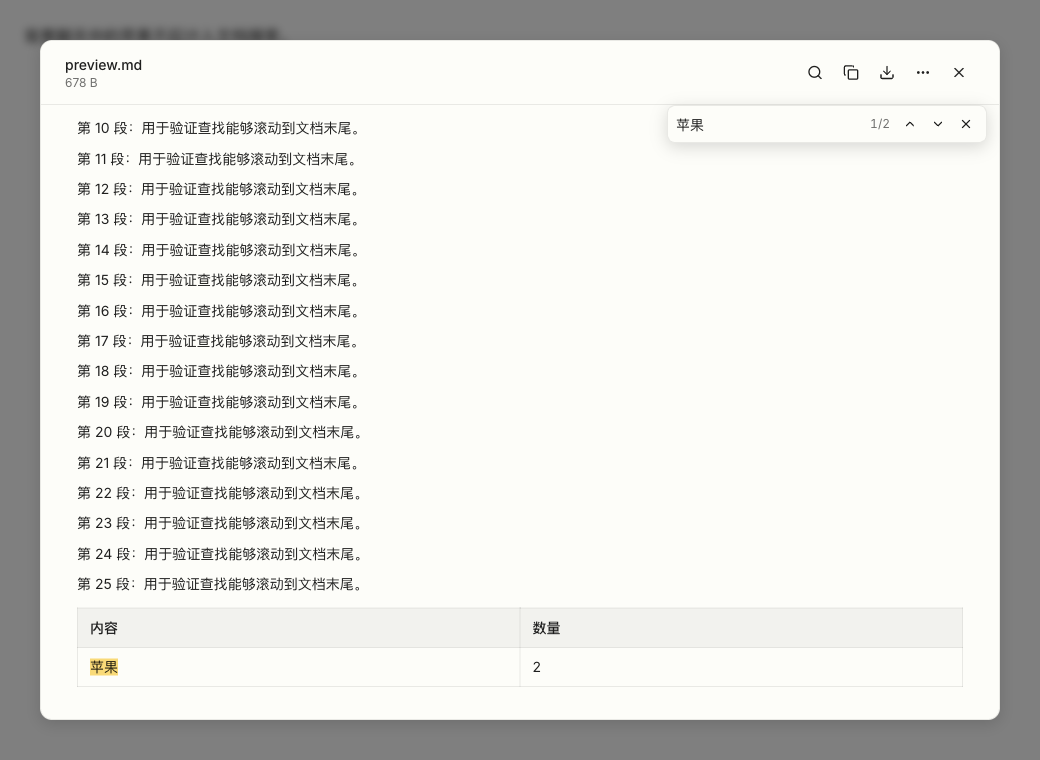 preview.md
678 B
苹果
1/2
第 10 段：用于验证查找能够滚动到文档末尾。
第 11 段：用于验证查找能够滚动到文档末尾。
第 12 段：用于验证查找能够滚动到文档末尾。
第 13 段：用于验证查找能够滚动到文档末尾。
第 14 段：用于验证查找能够滚动到文档末尾。
第 15 段：用于验证查找能够滚动到文档末尾。
第 16 段：用于验证查找能够滚动到文档末尾。
第 17 段：用于验证查找能够滚动到文档末尾。
第 18 段：用于验证查找能够滚动到文档末尾。
第 19 段：用于验证查找能够滚动到文档末尾。
第 20 段：用于验证查找能够滚动到文档末尾。
第 21 段：用于验证查找能够滚动到文档末尾。
第 22 段：用于验证查找能够滚动到文档末尾。
第 23 段：用于验证查找能够滚动到文档末尾。
第 24 段：用于验证查找能够滚动到文档末尾。
第 25 段：用于验证查找能够滚动到文档末尾。
内容 数量
苹果 2